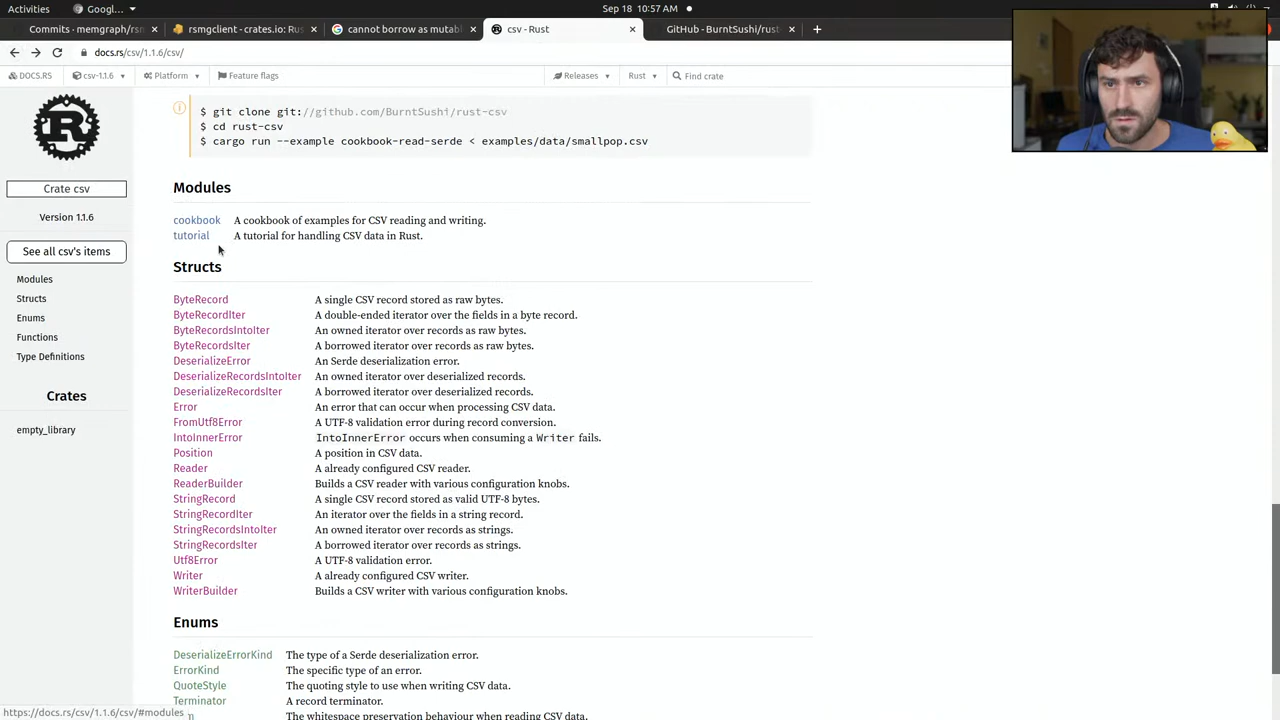 Activities
Googl...
Sep 18 10:57 AM
Commits · memgraph/rsm
rsmgclient - crates.io: Ru
cannot borrow as mutabl
csv - Rust
GitHub - BurntSushi/rust-
docs.rs/csv/1.1.6/csv/
DOCS.RS
csv-1.1.6
Platform
Feature flags
Releases
Rust
Find crate
$ git clone git://github.com/BurntSushi/rust-csv
$ cd rust-csv
$ cargo run --example cookbook-read-serde < examples/data/smallpop.csv
Crate csv
Version 1.1.6
See all csv's items
Modules
Structs
Enums
Functions
Type Definitions
Crates
empty_library
Modules
cookbook A cookbook of examples for CSV reading and writing.
tutorial A tutorial for handling CSV data in Rust.
Structs
ByteRecord A single CSV record stored as raw bytes.
ByteRecordIter A double-ended iterator over the fields in a byte record.
ByteRecordsIntoIter An owned iterator over records as raw bytes.
ByteRecordsIter A borrowed iterator over records as raw bytes.
DeserializeError An Serde deserialization error.
DeserializeRecordsIntoIter An owned iterator over deserialized records.
DeserializeRecordsIter A borrowed iterator over deserialized records.
Error An error that can occur when processing CSV data.
FromUtf8Error A UTF-8 validation error during record conversion.
IntoInnerError IntoInnerError occurs when consuming a Writer fails.
Position A position in CSV data.
Reader A already configured CSV reader.
ReaderBuilder Builds a CSV reader with various configuration knobs.
StringRecord A single CSV record stored as valid UTF-8 bytes.
StringRecordIter An iterator over the fields in a string record.
StringRecordsIntoIter An owned iterator over records as strings.
StringRecordsIter A borrowed iterator over records as strings.
Utf8Error A UTF-8 validation error.
Writer A already configured CSV writer.
WriterBuilder Builds a CSV writer with various configuration knobs.
Enums
DeserializeErrorKind The type of a Serde deserialization error.
ErrorKind The specific type of an error.
QuoteStyle The quoting style to use when writing CSV data.
Terminator A record terminator.
The whitespace preservation behaviour when reading CSV data.
https://docs.rs/csv/1.1.6/csv/#modules